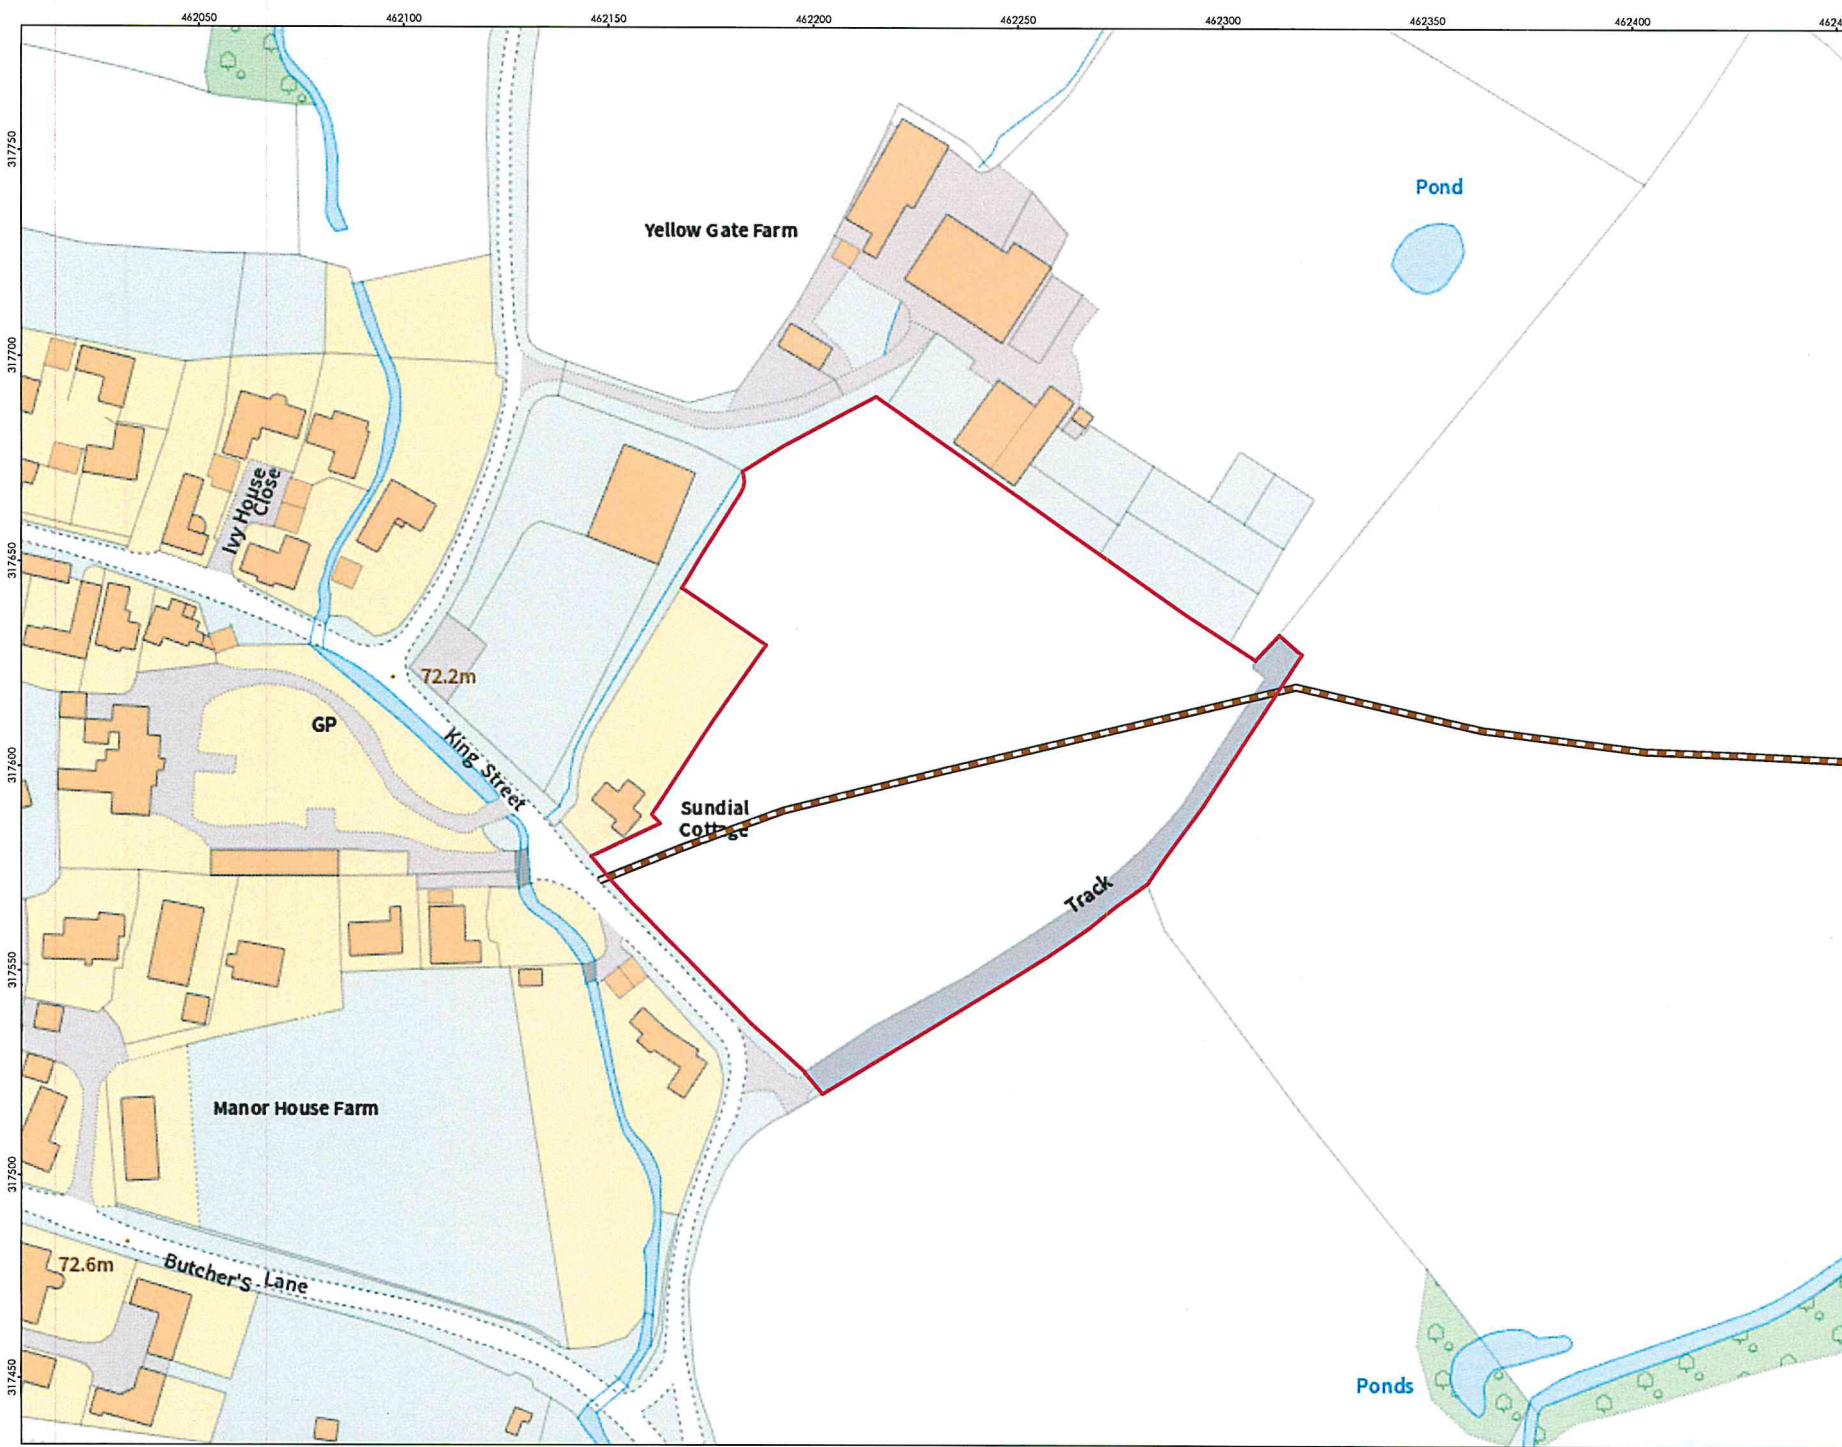 462050
462100
462150
462200
462250
462300
462350
462400
317750
317700
317650
317600
317550
317500
317450
Pond
Yellow Gate Farm
Ivy House
Close
72.2m
GP
King Street
Sundial
Cottage
Track
Manor House Farm
72.6m
Butcher's Lane
Ponds